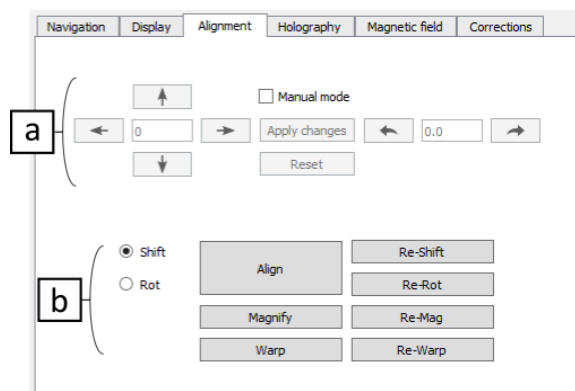 Navigation Display Alignment Holography Magnetic field Corrections
Manual mode
a
0 Apply changes 0.0
Reset
Shift Align Re-Shift
Rot Re-Rot
b
Magnify Re-Mag
Warp Re-Warp